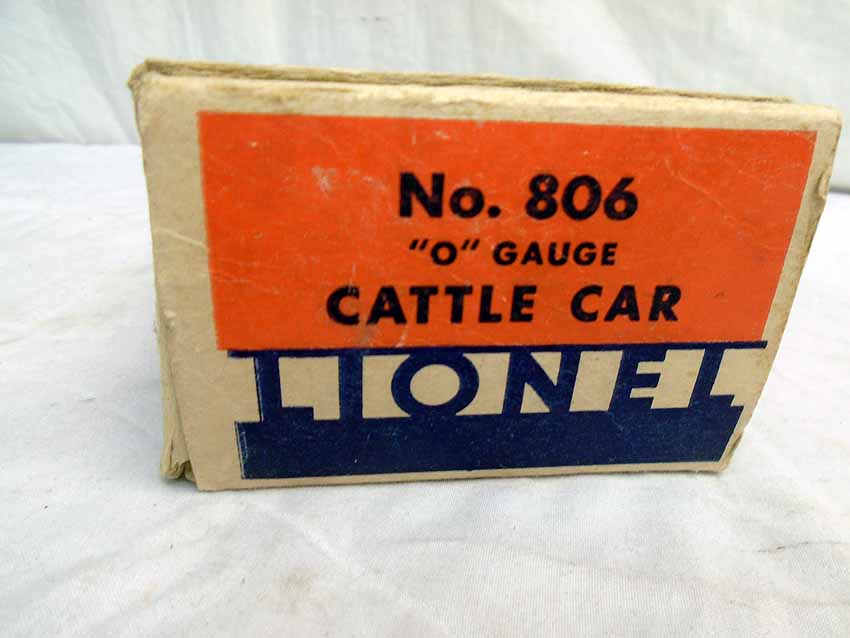 No. 806
"O" GAUGE
CATTLE CAR
LIONEL